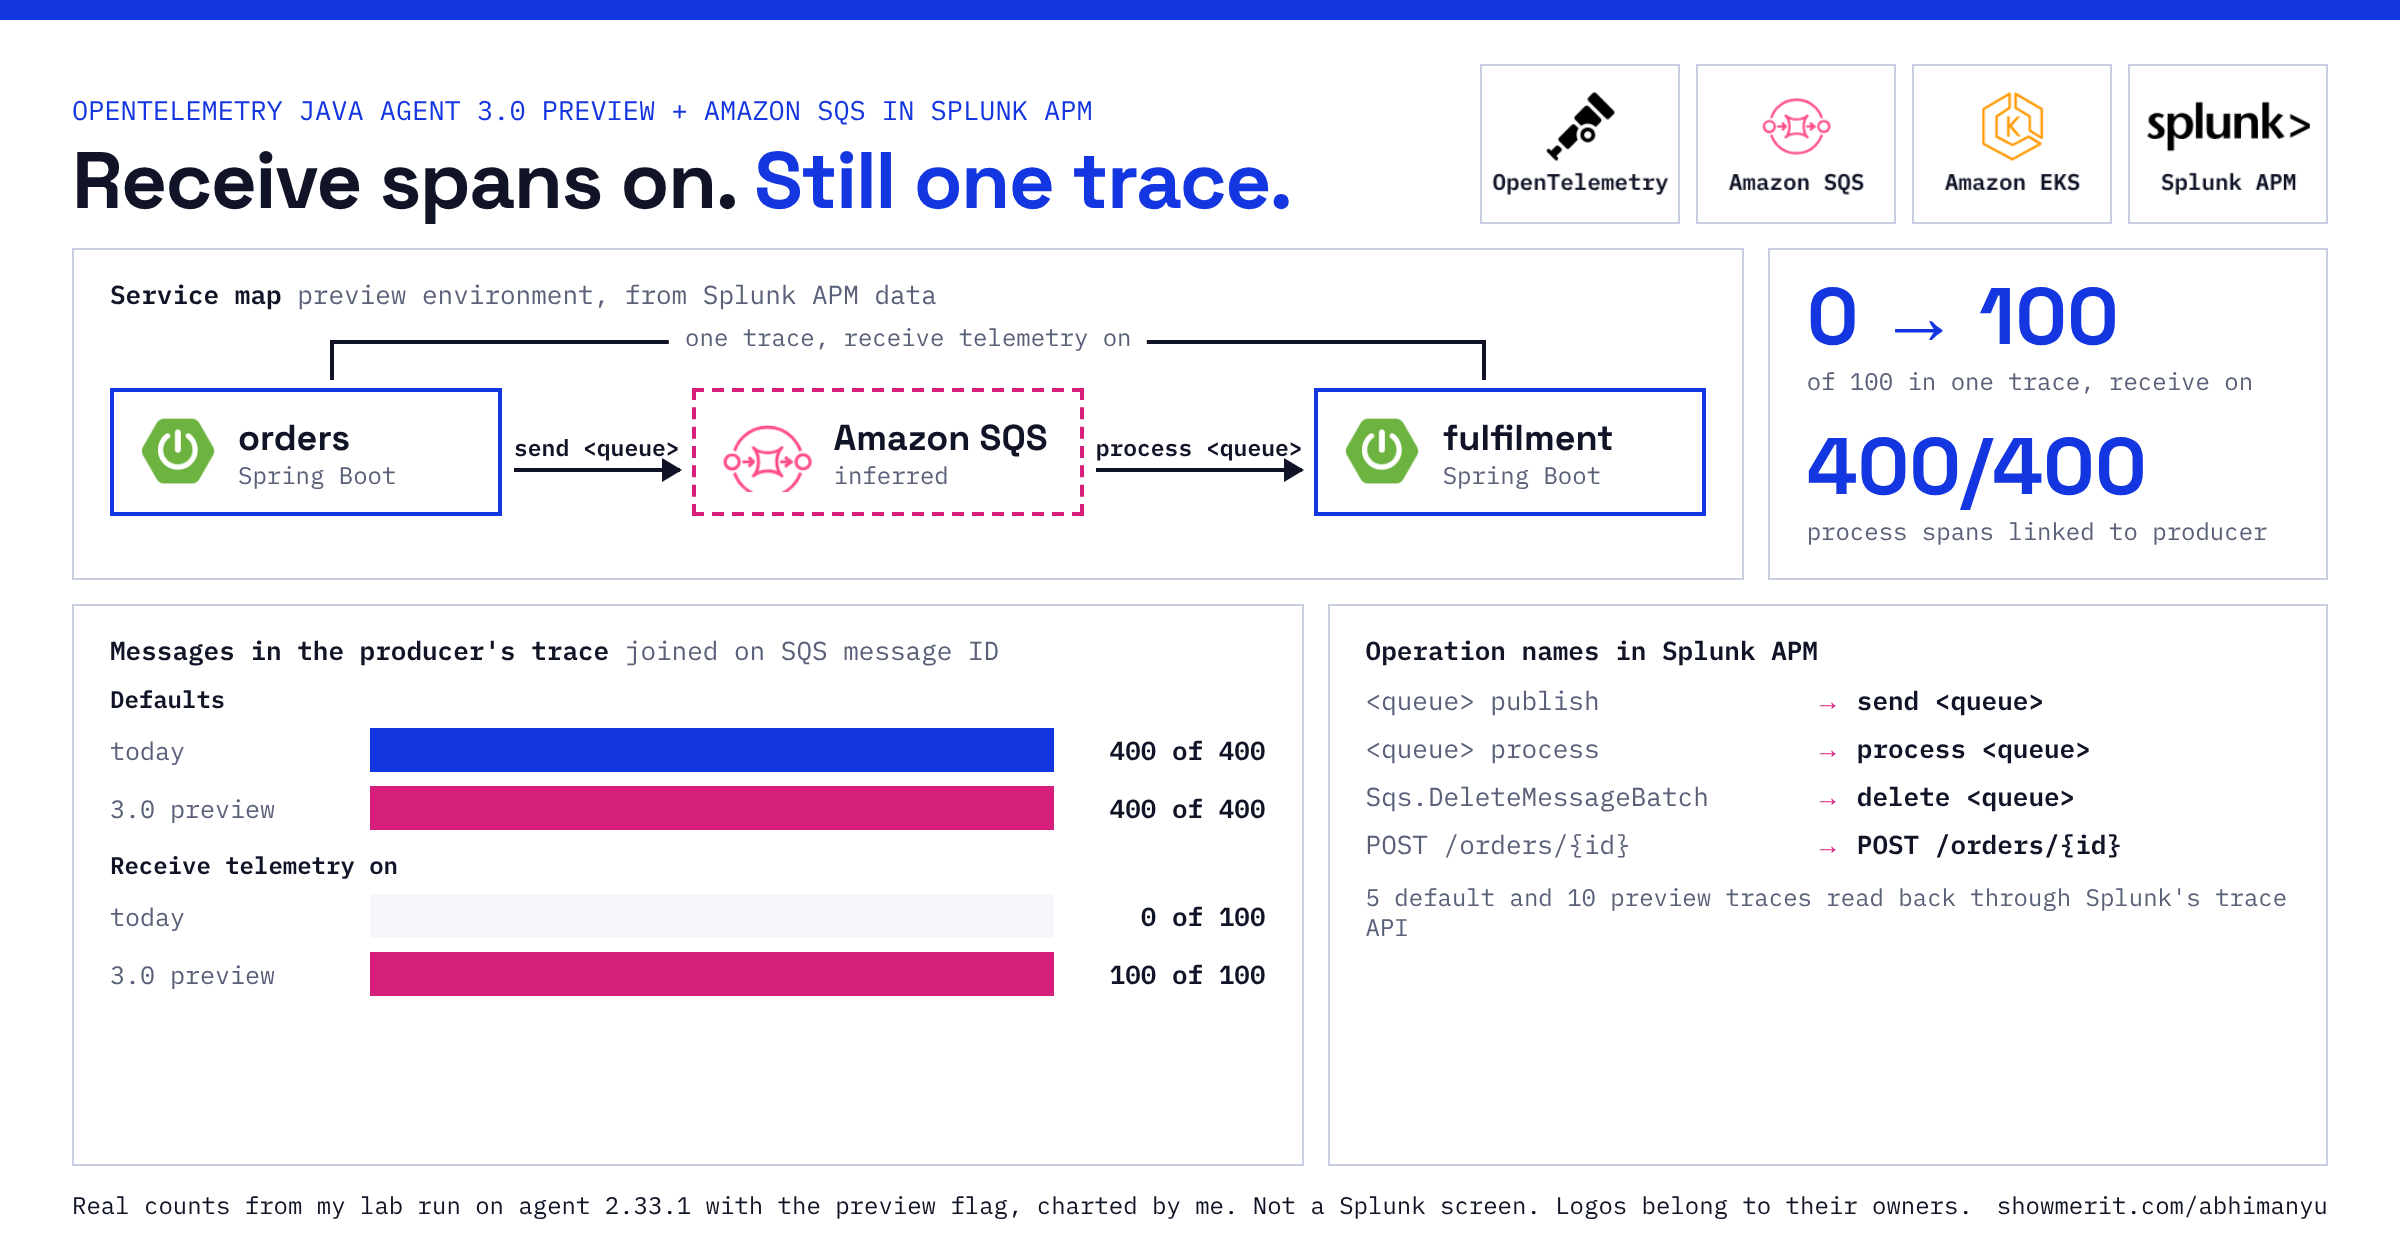 OPENTELEMETRY JAVA AGENT 3.0 PREVIEW + AMAZON SQS IN SPLUNK APM
Receive spans on. Still one trace.
OpenTelemetry
Amazon SQS
Amazon EKS
splunk>
Splunk APM
Service map preview environment, from Splunk APM data
one trace, receive telemetry on
orders
Spring Boot
send <queue>
Amazon SQS
inferred
process <queue>
fulfilment
Spring Boot
0 → 100
of 100 in one trace, receive on
400/400
process spans linked to producer
Messages in the producer's trace joined on SQS message ID
Defaults
today 400 of 400
3.0 preview 400 of 400
Receive telemetry on
today 0 of 100
3.0 preview 100 of 100
Operation names in Splunk APM
<queue> publish → send <queue>
<queue> process → process <queue>
Sqs.DeleteMessageBatch → delete <queue>
POST /orders/{id} → POST /orders/{id}
5 default and 10 preview traces read back through Splunk's trace
API
Real counts from my lab run on agent 2.33.1 with the preview flag, charted by me. Not a Splunk screen. Logos belong to their owners. showmerit.com/abhimanyu